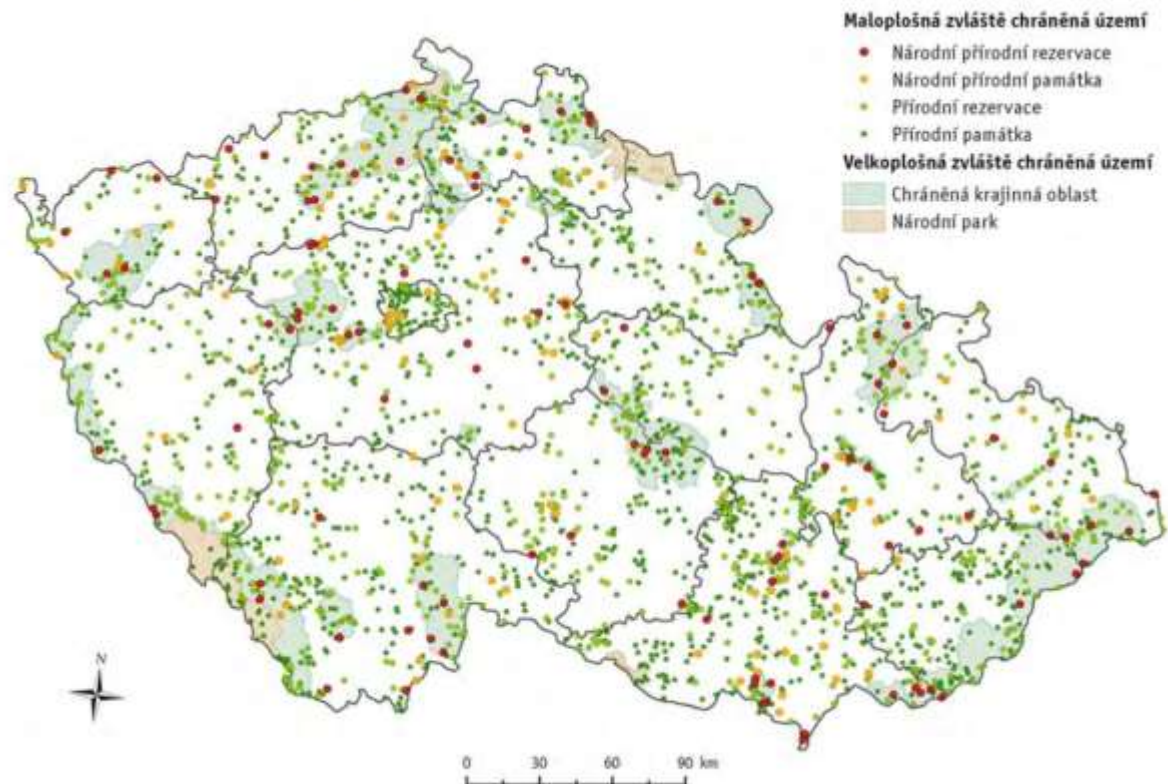 Maloplošná zvláště chráněná území
Národní přírodní rezervace
Národní přírodní památka
Přírodní rezervace
Přírodní památka
Velkoplošná zvláště chráněná území
Chráněná krajinná oblast
Národní park
N
0 30 60 90 km